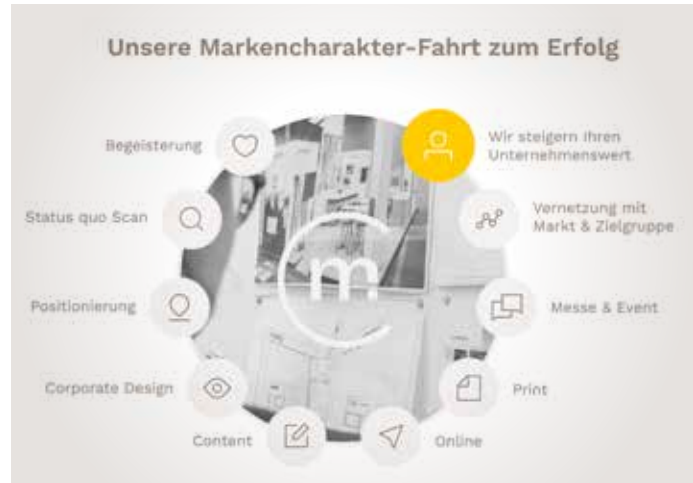 Unsere Markencharakter-Fahrt zum Erfolg
Begeisterung
Wir steigern Ihren
Unternehmenswert.
Status quo Scan
Vernetzung mit
Markt & Zielgruppe
Positionierung
Messe & Event
Corporate Design
Print
Content
Online
m